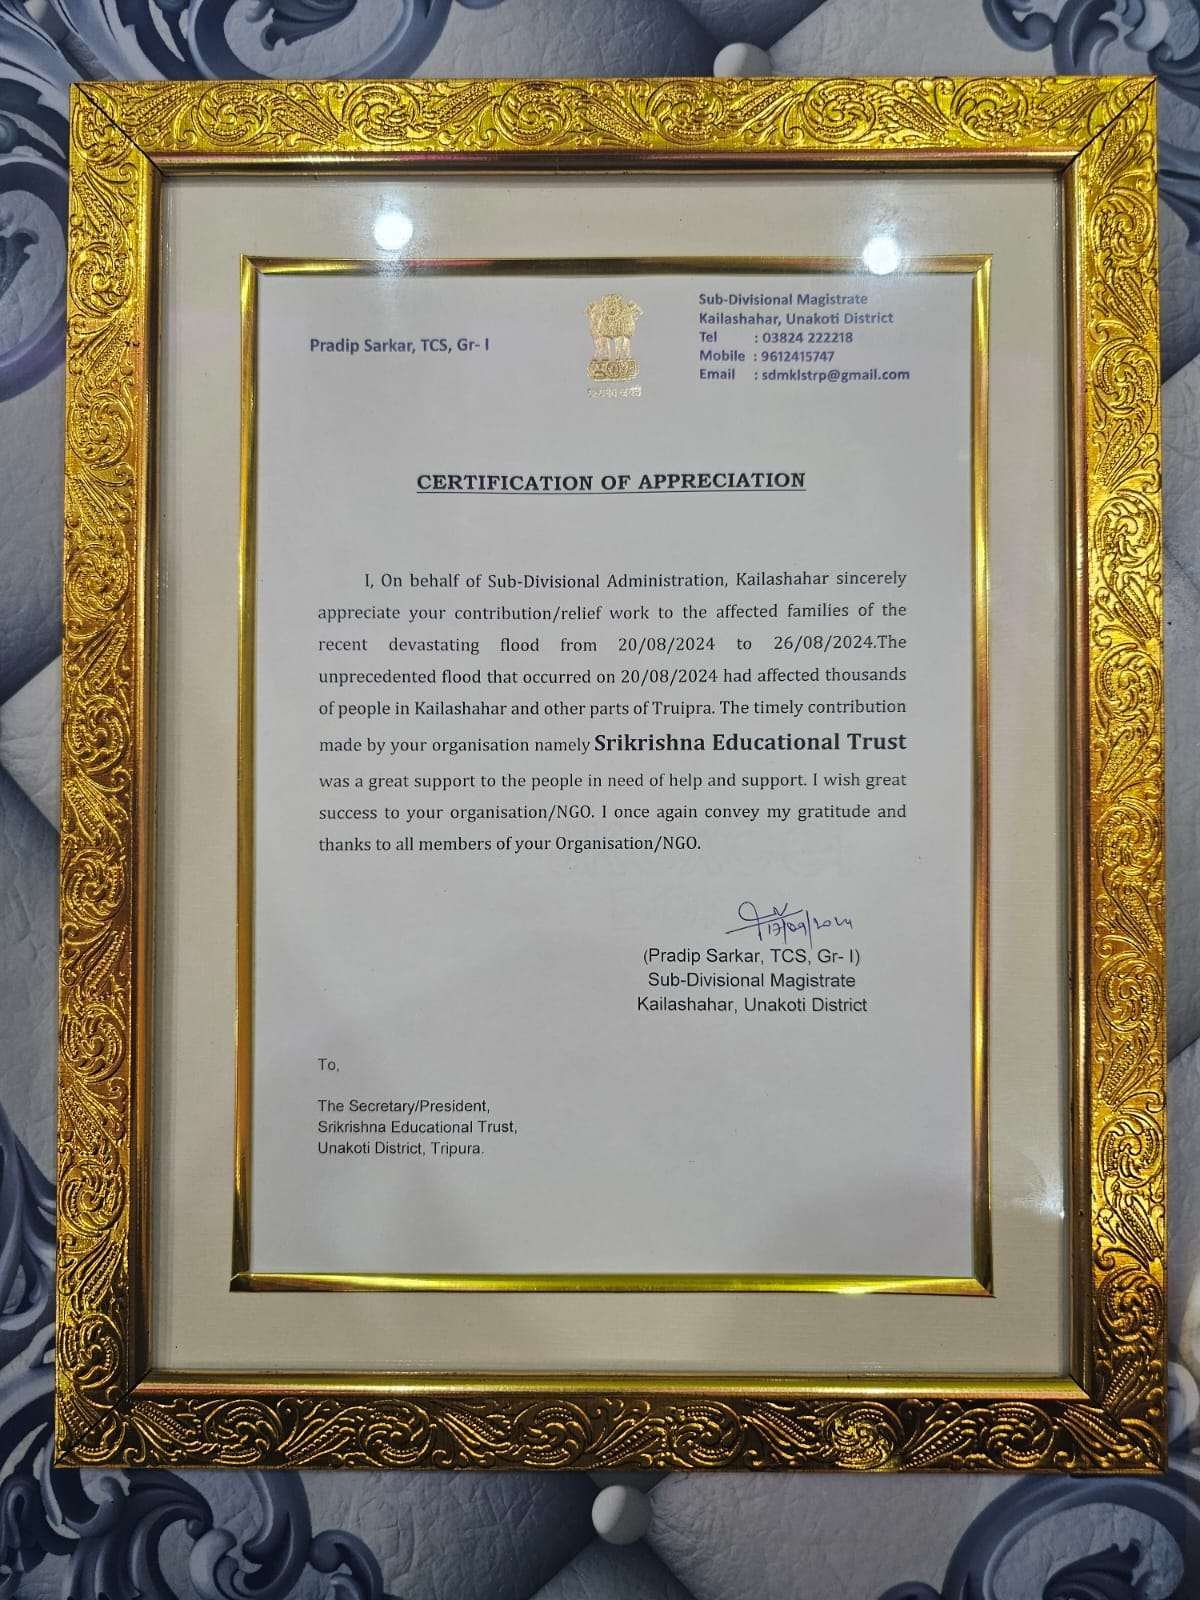 Pradip Sarkar, TCS, Gr- I
Sub-Divisional Magistrate
Kailashahar, Unakoti District
Tel : 03824 222218
Mobile : 9612415747
Email : sdmklstrp@gmail.com
सत्यमेव जयते
CERTIFICATION OF APPRECIATION
I, On behalf of Sub-Divisional Administration, Kailashahar sincerely
appreciate your contribution/relief work to the affected families of the
recent devastating flood from 20/08/2024 to 26/08/2024.The
unprecedented flood that occurred on 20/08/2024 had affected thousands
of people in Kailashahar and other parts of Truipra. The timely contribution
made by your organisation namely Srikrishna Educational Trust
was a great support to the people in need of help and support. I wish great
success to your organisation/NGO. I once again convey my gratitude and
thanks to all members of your Organisation/NGO.
17/09/2024
(Pradip Sarkar, TCS, Gr- I)
Sub-Divisional Magistrate
Kailashahar, Unakoti District
To,
The Secretary/President,
Srikrishna Educational Trust,
Unakoti District, Tripura.